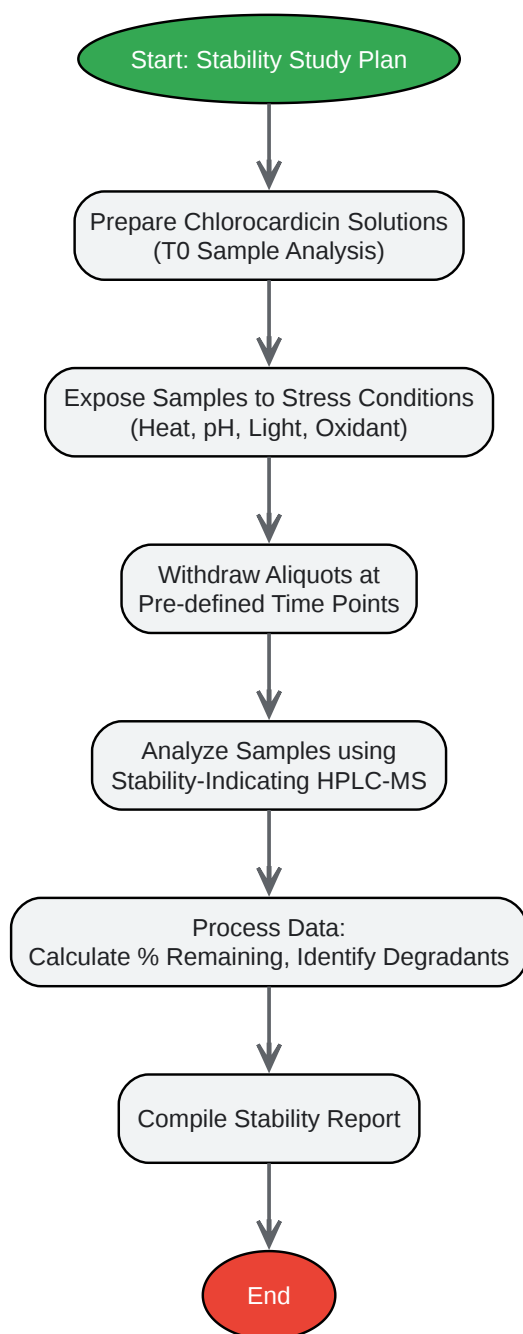 Start: Stability Study Plan
Prepare Chlorocardicin Solutions
(T0 Sample Analysis)
Expose Samples to Stress Conditions
(Heat, pH, Light, Oxidant)
Withdraw Aliquots at
Pre-defined Time Points
Analyze Samples using
Stability-Indicating HPLC-MS
Process Data:
Calculate % Remaining, Identify Degradants
Compile Stability Report
End